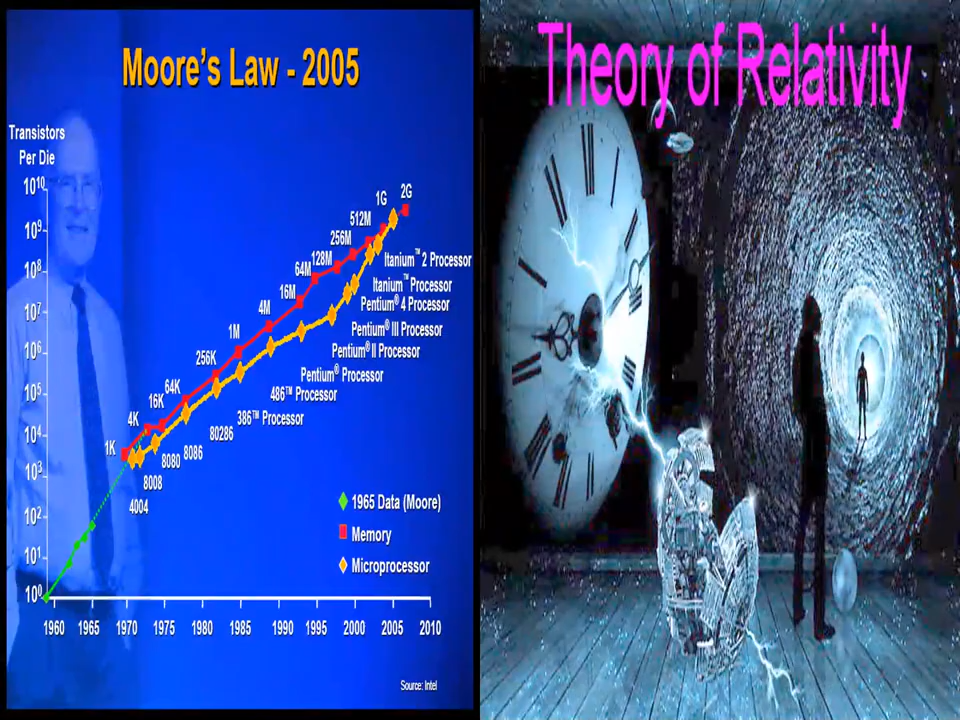 Moore's Law - 2005
Transistors
Per Die
10¹⁰
10⁹
10⁸
10⁷
10⁶
10⁵
10⁴
10³
10²
10¹
10⁰
1K
4K
16K
64K
256K
1M
4M
16M
64M
128M
256M
512M
1G
2G
4004
8008
8080
8086
80286
386™ Processor
486™ Processor
Pentium® Processor
Pentium® II Processor
Pentium® III Processor
Pentium® 4 Processor
Itanium™ Processor
Itanium™ 2 Processor
1965 Data (Moore)
Memory
Microprocessor
1960 1965 1970 1975 1980 1985 1990 1995 2000 2005 2010
Source: Intel
Theory of Relativity